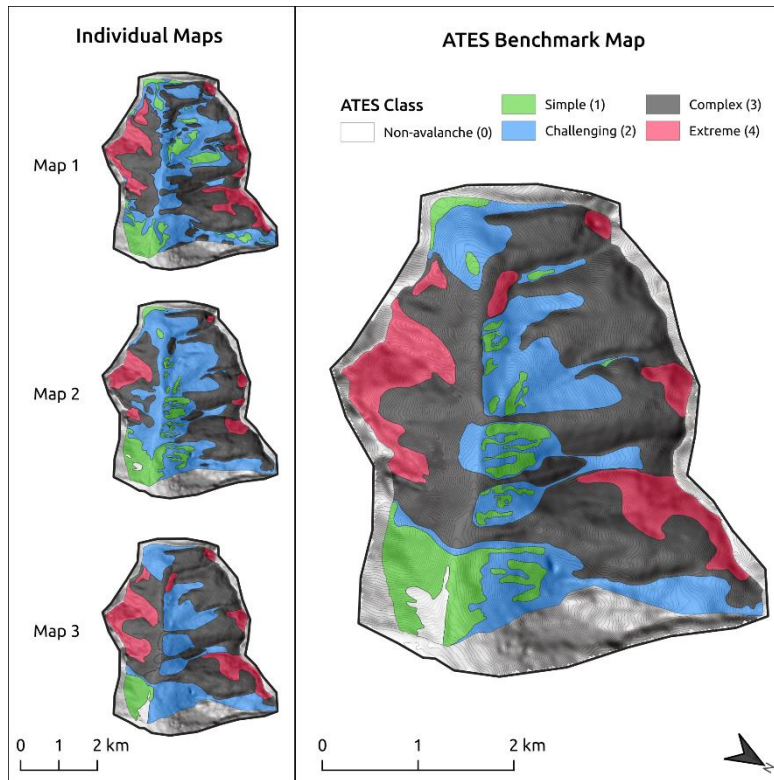 Individual Maps
Map 1
Map 2
Map 3
0 1 2 km
ATES Benchmark Map
ATES Class
Non-avalanche (0)
Simple (1)
Challenging (2)
Complex (3)
Extreme (4)
0 1 2 km
N